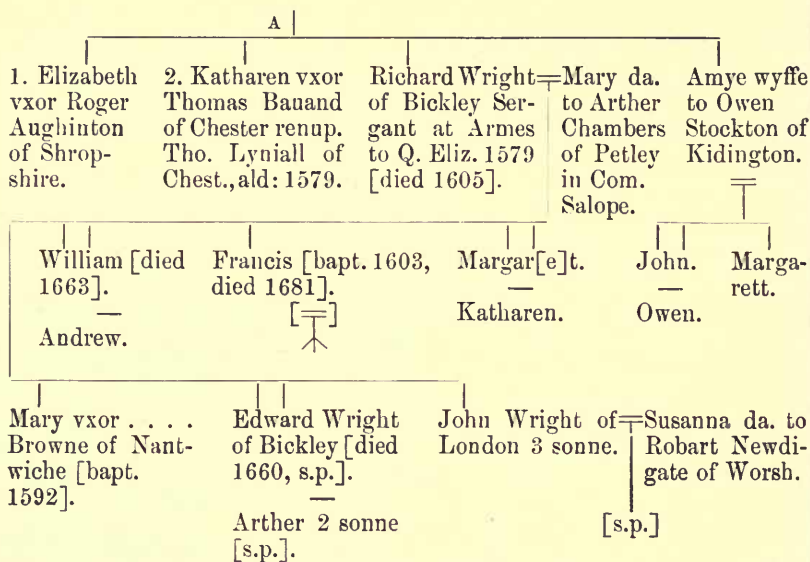 A
1. Elizabeth
vxor Roger
Aughinton
of Shrop-
shire.
2. Katharen vxor
Thomas Bauand
of Chester renup.
Tho. Lyniall of
Chest., ald: 1579.
Richard Wright
of Bickley Ser-
gant at Armes
to Q. Eliz. 1579
[died 1605].
Mary da.
to Arther
Chambers
of Petley
in Com.
Salope.
Amye wyffe
to Owen
Stockton of
Kidington.
William [died
1663].
—
Andrew.
Francis [bapt. 1603,
died 1681].
Margar[e]t.
—
Katharen.
John.
—
Owen.
Marga-
rett.
Mary vxor . . . .
Browne of Nant-
wiche [bapt.
1592].
Edward Wright
of Bickley [died
1660, s.p.].
—
Arther 2 sonne
[s.p.].
John Wright of
London 3 sonne.
Susanna da. to
Robart Newdi-
gate of Worsh.
[s.p.]